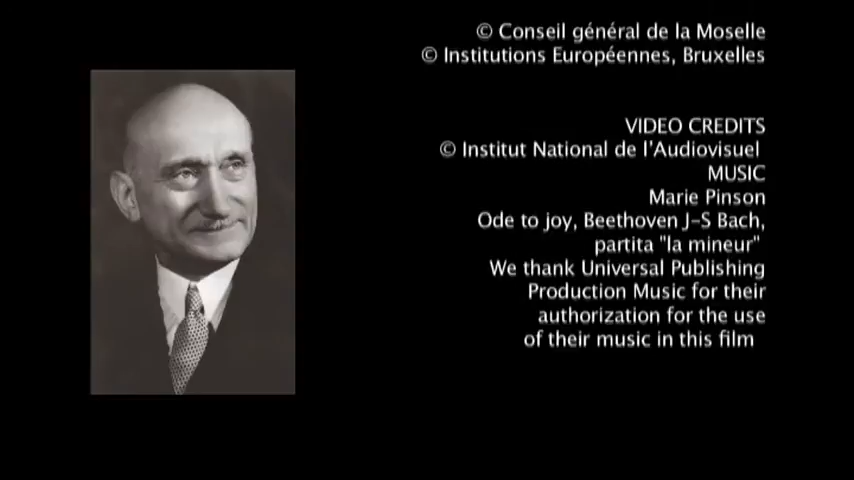 © Conseil général de la Moselle
© Institutions Européennes, Bruxelles
VIDEO CREDITS
© Institut National de l'Audiovisuel
MUSIC
Marie Pinson
Ode to joy, Beethoven J-S Bach,
partita "la mineur"
We thank Universal Publishing
Production Music for their
authorization for the use
of their music in this film